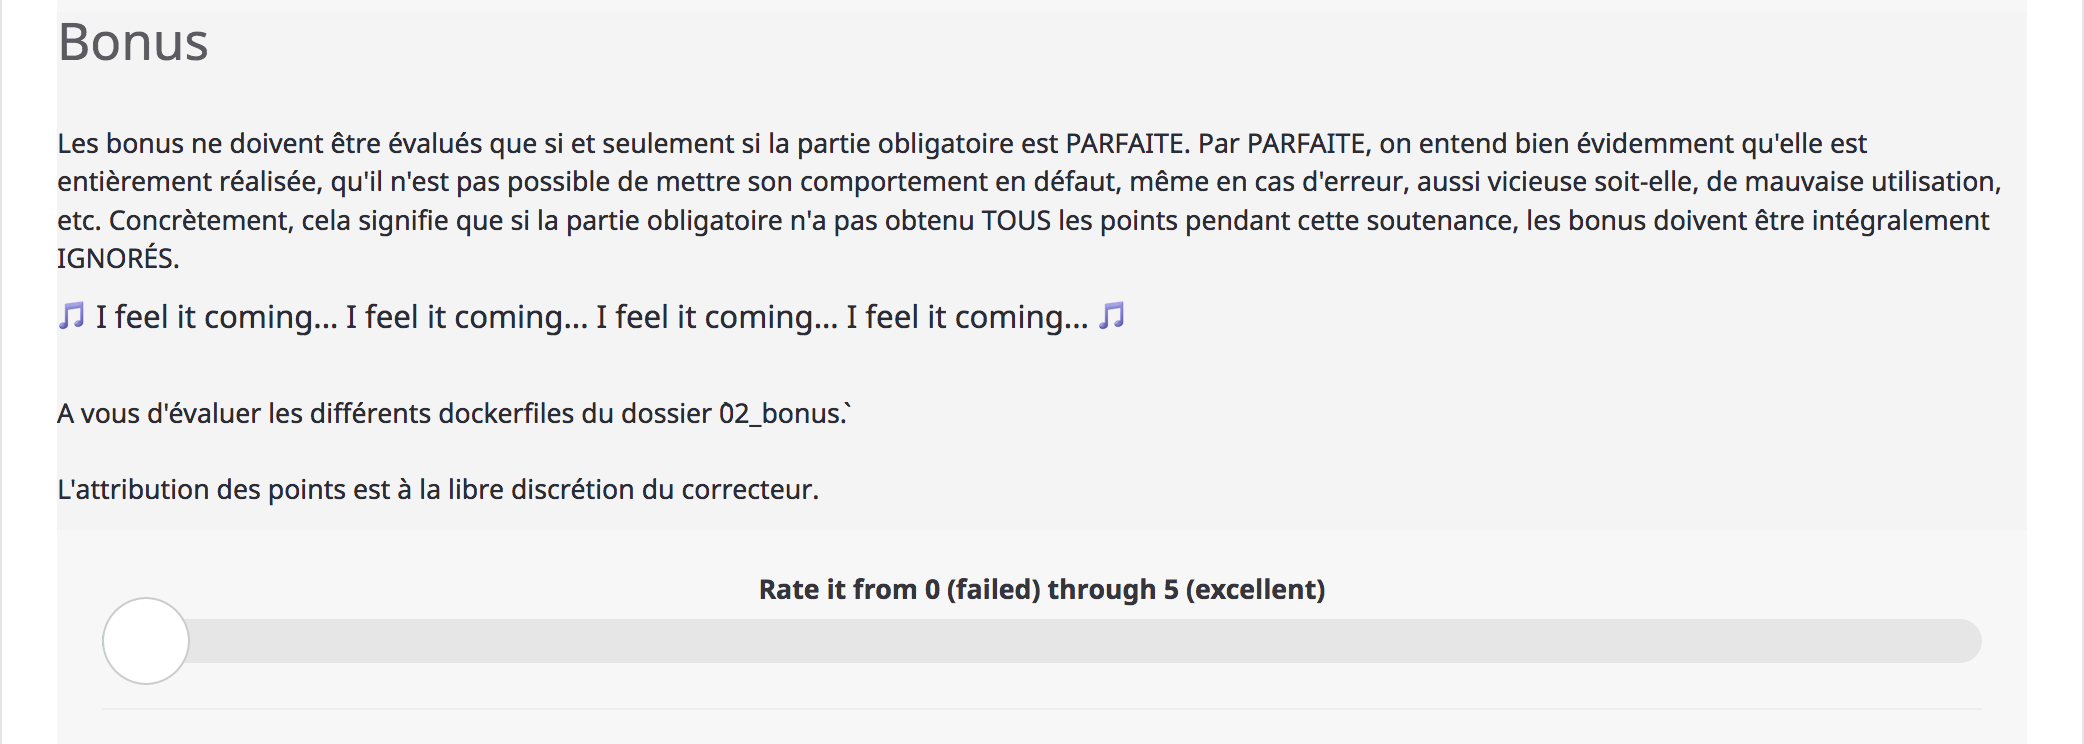 Bonus
Les bonus ne doivent être évalués que si et seulement si la partie obligatoire est PARFAITE. Par PARFAITE, on entend bien évidemment qu'elle est
entièrement réalisée, qu'il n'est pas possible de mettre son comportement en défaut, même en cas d'erreur, aussi vicieuse soit-elle, de mauvaise utilisation,
etc. Concrètement, cela signifie que si la partie obligatoire n'a pas obtenu TOUS les points pendant cette soutenance, les bonus doivent être intégralement
IGNORÉS.
🎵 I feel it coming... I feel it coming... I feel it coming... I feel it coming... 🎵
A vous d'évaluer les différents dockerfiles du dossier `02_bonus.`
L'attribution des points est à la libre discrétion du correcteur.
Rate it from 0 (failed) through 5 (excellent)